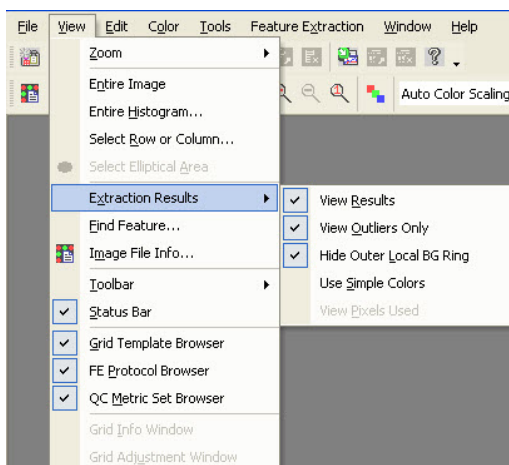 File View Edit Color Tools Feature Extraction Window Help
Zoom
Entire Image
Entire Histogram...
Select Row or Column...
Auto Color Scaling
Select Elliptical Area
Extraction Results
View Results
Find Feature...
View Outliers Only
Image File Info...
Hide Outer Local BG Ring
Toolbar
Use Simple Colors
Status Bar
View Pixels Used
Grid Template Browser
FE Protocol Browser
QC Metric Set Browser
Grid Info Window
Grid Adjustment Window